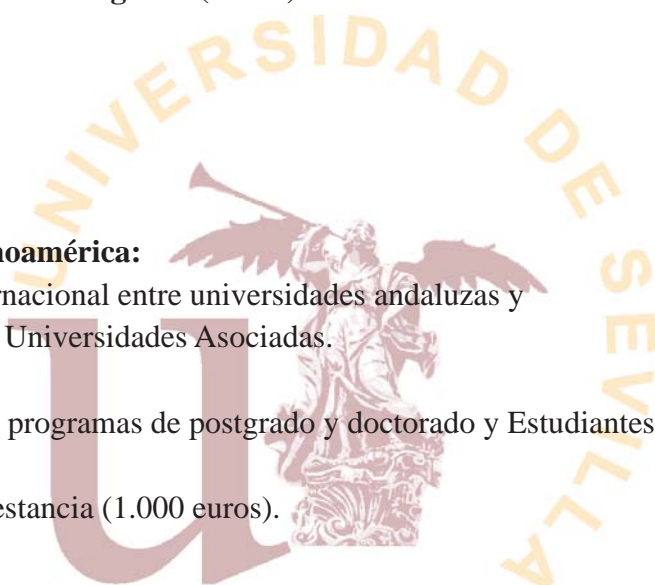 UNIVERSIDAD DE SEVILLA
noamérica:
rnacional entre universidades andaluzas y
Universidades Asociadas.
programas de postgrado y doctorado y Estudiantes
estancia (1.000 euros).
u